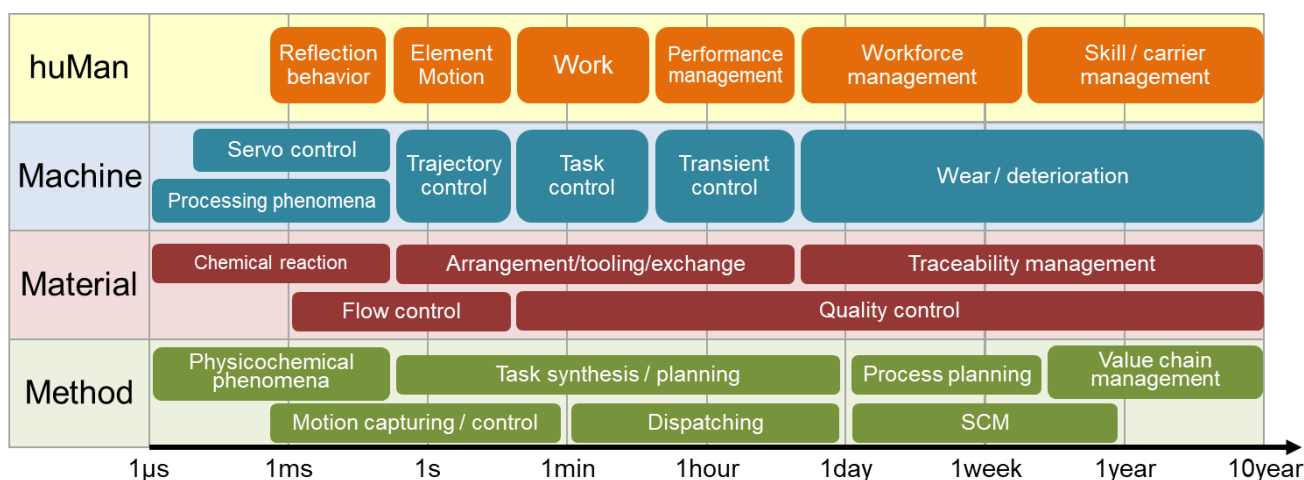 huMan
Reflection
behavior
Element
Motion
Work
Performance
management
Workforce
management
Skill / carrier
management
Machine
Servo control
Processing phenomena
Trajectory
control
Task
control
Transient
control
Wear / deterioration
Material
Chemical reaction
Arrangement/tooling/exchange
Traceability management
Flow control
Quality control
Method
Physicochemical
phenomena
Task synthesis / planning
Process planning
Value chain
management
Motion capturing / control
Dispatching
SCM
1μs 1ms 1s 1min 1hour 1day 1week 1year 10year